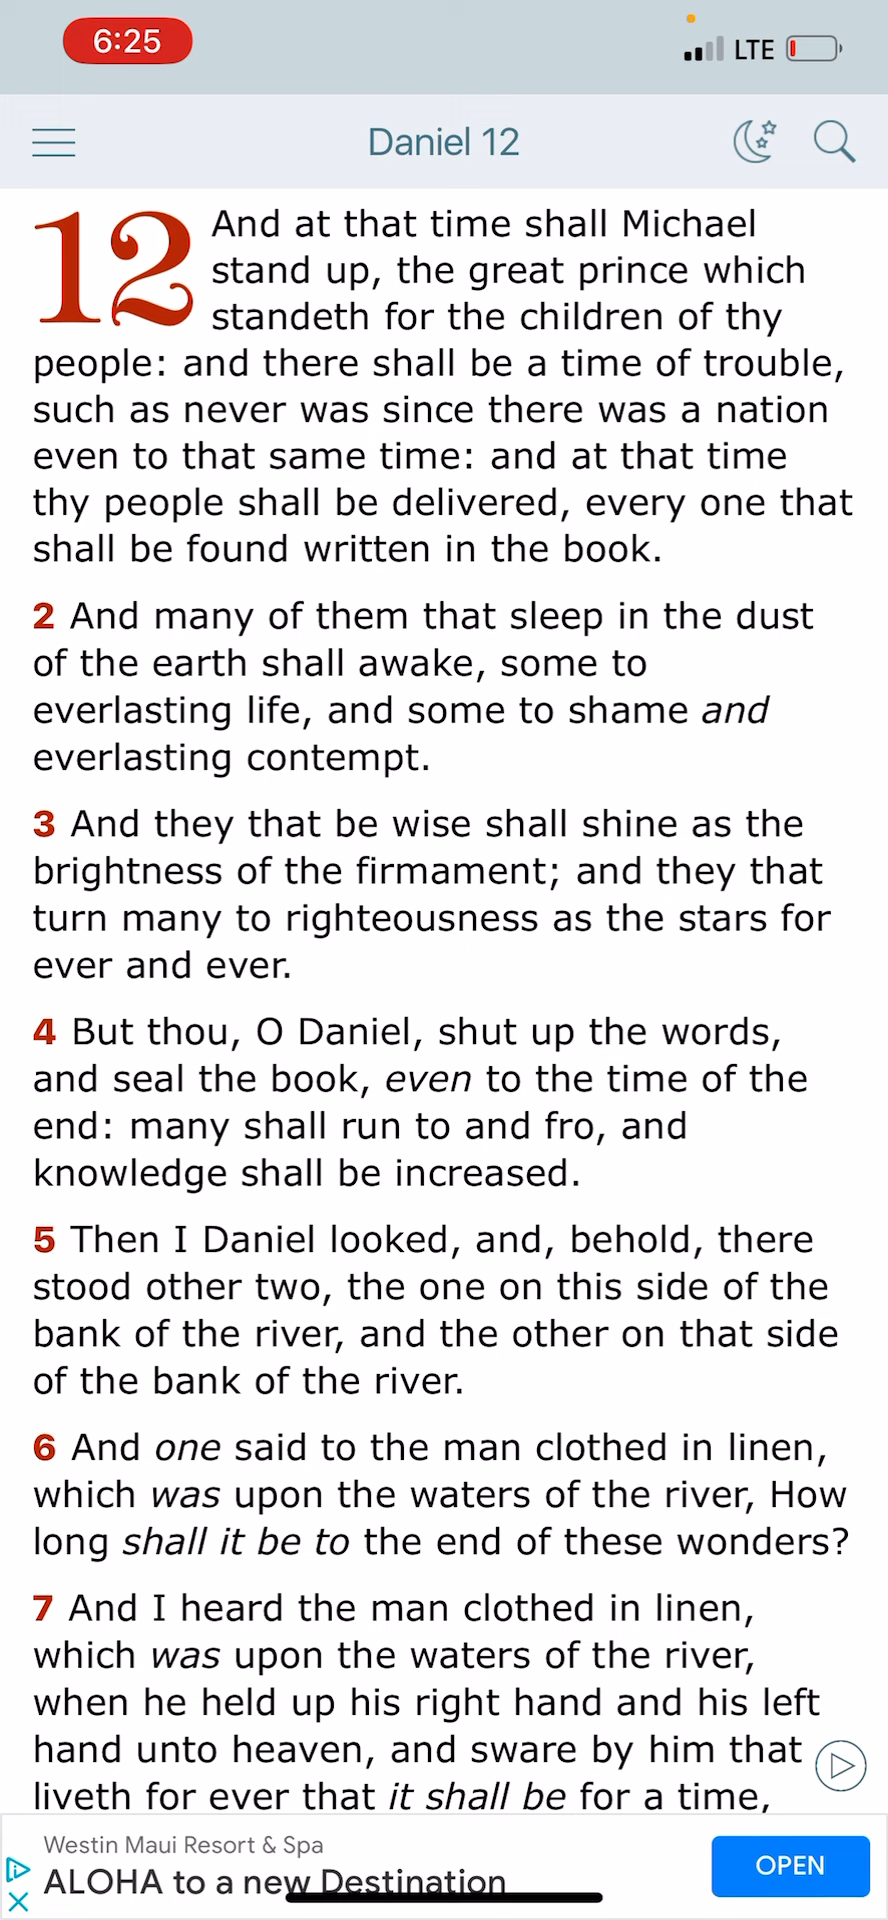 6:25
LTE
Daniel 12
12 And at that time shall Michael
stand up, the great prince which
standeth for the children of thy
people: and there shall be a time of trouble,
such as never was since there was a nation
even to that same time: and at that time
thy people shall be delivered, every one that
shall be found written in the book.
2 And many of them that sleep in the dust
of the earth shall awake, some to
everlasting life, and some to shame and
everlasting contempt.
3 And they that be wise shall shine as the
brightness of the firmament; and they that
turn many to righteousness as the stars for
ever and ever.
4 But thou, O Daniel, shut up the words,
and seal the book, even to the time of the
end: many shall run to and fro, and
knowledge shall be increased.
5 Then I Daniel looked, and, behold, there
stood other two, the one on this side of the
bank of the river, and the other on that side
of the bank of the river.
6 And one said to the man clothed in linen,
which was upon the waters of the river, How
long shall it be to the end of these wonders?
7 And I heard the man clothed in linen,
which was upon the waters of the river,
when he held up his right hand and his left
hand unto heaven, and sware by him that
liveth for ever that it shall be for a time,
Westin Maui Resort & Spa
ALOHA to a new Destination
OPEN